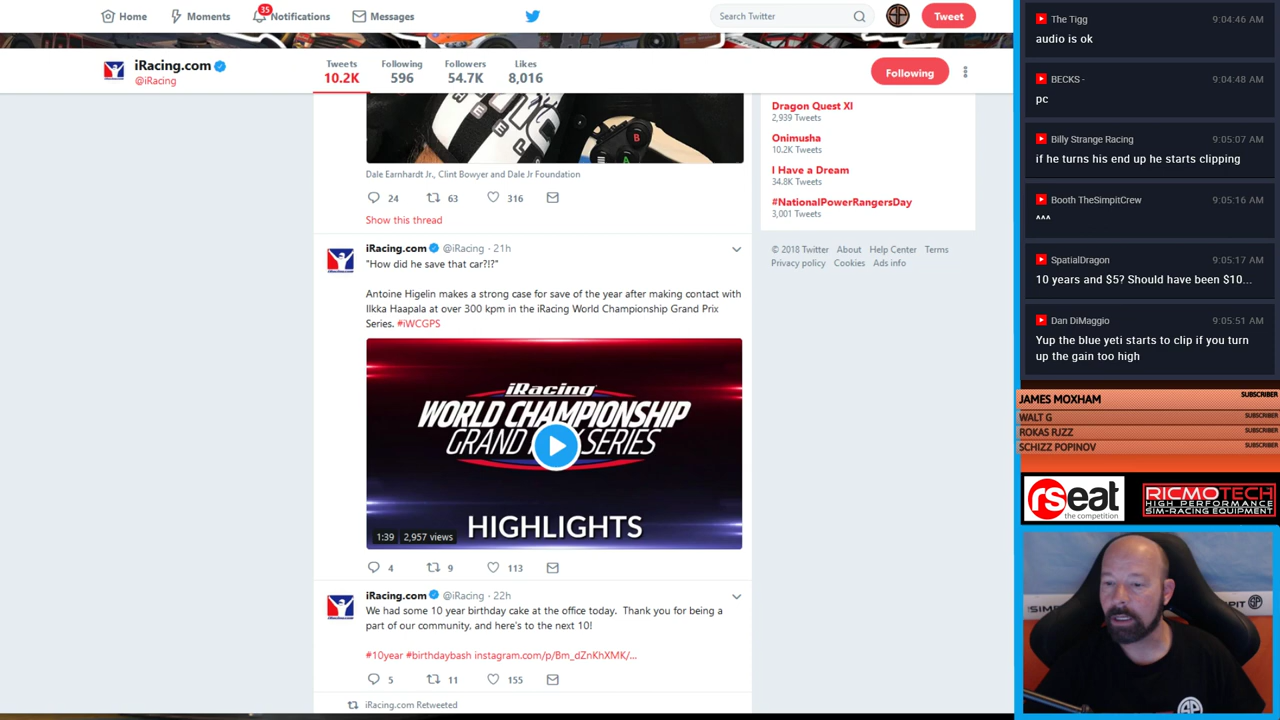 Home
Moments
35
Notifications
Messages
Search Twitter
Tweet
iRacing.com
@iRacing
Tweets
10.2K
Following
596
Followers
54.7K
Likes
8,016
Following
B
A
Dale Earnhardt Jr., Clint Bowyer and Dale Jr Foundation
24
63
316
Show this thread
iRacing.com @iRacing · 21h
"How did he save that car?!?"
Antoine Higelin makes a strong case for save of the year after making contact with
Ilkka Haapala at over 300 kpm in the iRacing World Championship Grand Prix
Series. #iWCGPS
iRacing
WORLD CHAMPIONSHIP
HIGHLIGHTS
1:39
2,957 views
4
9
113
iRacing.com @iRacing · 22h
We had some 10 year birthday cake at the office today. Thank you for being a
part of our community, and here's to the next 10!
#10year #birthdaybash instagram.com/p/Bm_dZnKhXMK/...
5
11
155
iRacing.com Retweeted
Dragon Quest XI
2,939 Tweets
Onimusha
10.2K Tweets
I Have a Dream
34.8K Tweets
#NationalPowerRangersDay
3,001 Tweets
© 2018 Twitter About Help Center Terms
Privacy policy Cookies Ads info
The Tigg 9:04:46 AM
audio is ok
BECKS - 9:04:48 AM
pc
Billy Strange Racing 9:05:07 AM
if he turns his end up he starts clipping
Booth TheSimpitCrew 9:05:16 AM
^^^
SpatialDragon 9:05:17 AM
10 years and $5? Should have been $10...
Dan DiMaggio 9:05:51 AM
Yup the blue yeti starts to clip if you turn
up the gain too high
JAMES MOXHAM SUBSCRIBER
WALT G SUBSCRIBER
ROKAS RJZZ SUBSCRIBER
SCHIZZ POPINOV SUBSCRIBER
rseat
the competition
RICMOTECH
HIGH PERFORMANCE
SIM-RACING EQUIPMENT